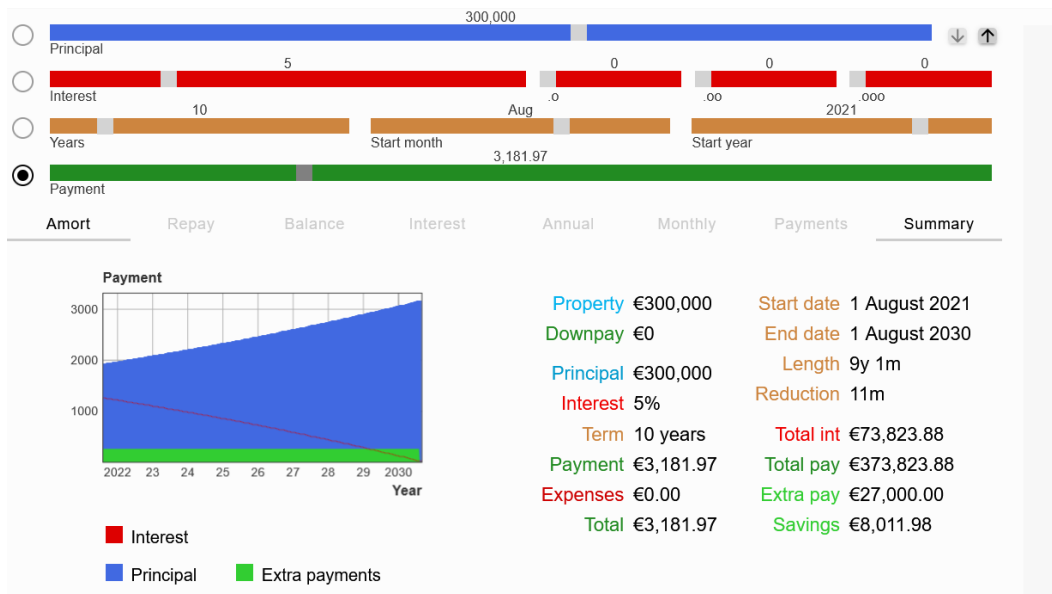 300,000
Principal
5 0 0 0
Interest .o .oo .ooo
10 Aug 2021
Years Start month Start year
3,181.97
Payment
Amort Repay Balance Interest Annual Monthly Payments Summary
Payment
3000
2000
1000
2022 23 24 25 26 27 28 29 2030
Year
Interest
Principal Extra payments
Property €300,000
Downpay €0
Principal €300,000
Interest 5%
Term 10 years
Payment €3,181.97
Expenses €0.00
Total €3,181.97
Start date 1 August 2021
End date 1 August 2030
Length 9y 1m
Reduction 11m
Total int €73,823.88
Total pay €373,823.88
Extra pay €27,000.00
Savings €8,011.98